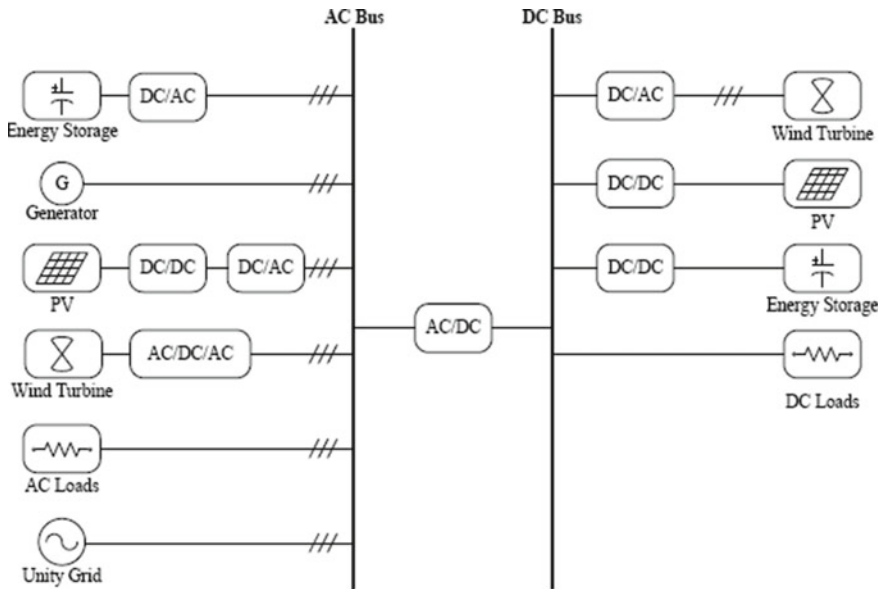 AC Bus
DC Bus
DC/AC
Energy Storage
G
Generator
DC/DC
DC/AC
PV
AC/DC/AC
Wind Turbine
AC Loads
Unity Grid
AC/DC
DC/AC
Wind Turbine
DC/DC
PV
DC/DC
Energy Storage
DC Loads